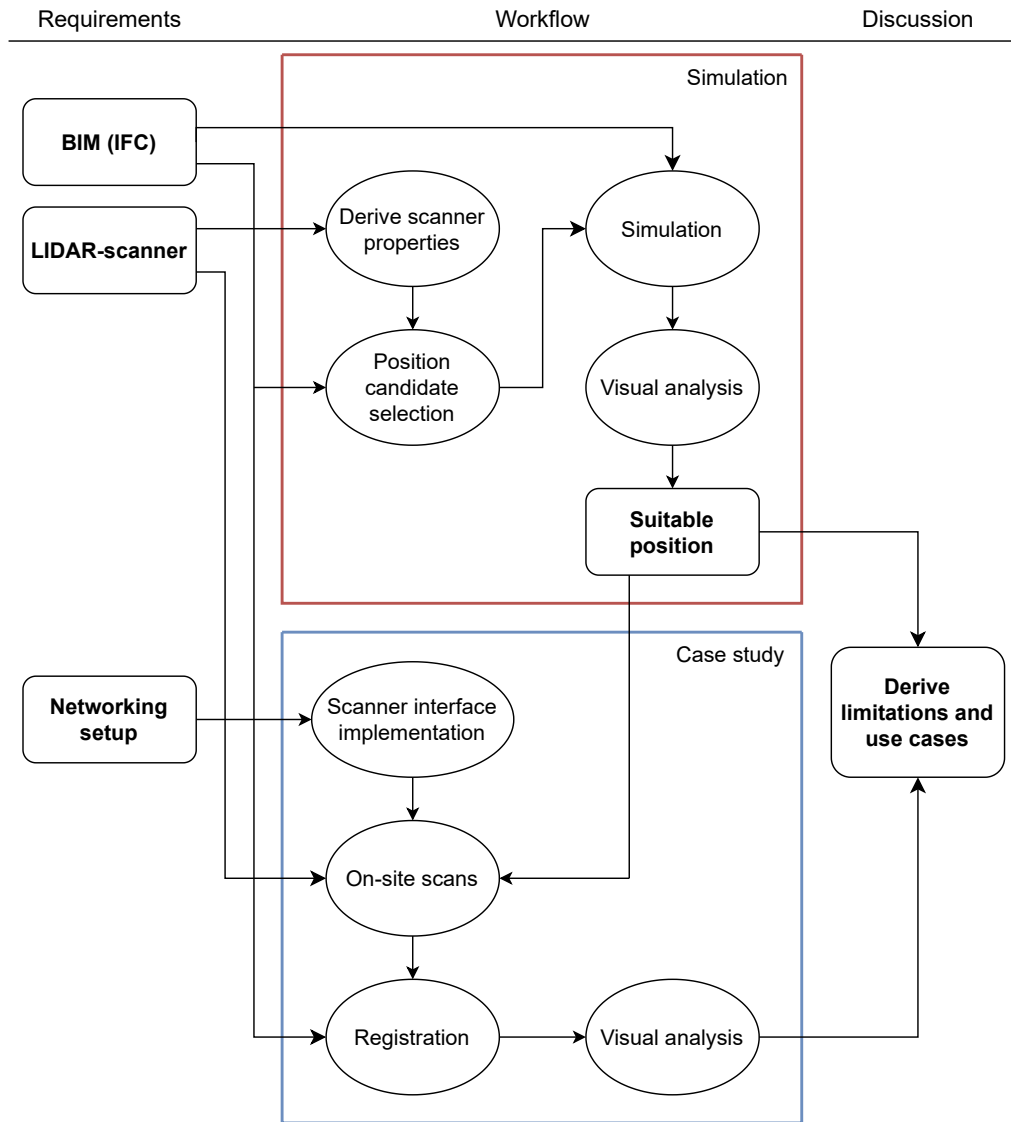 Requirements
Workflow
Discussion
Simulation
BIM (IFC)
Derive scanner
properties
Simulation
LIDAR-scanner
Position
candidate
selection
Visual analysis
Suitable
position
Case study
Networking
setup
Scanner interface
implementation
Derive
limitations and
use cases
On-site scans
Registration
Visual analysis